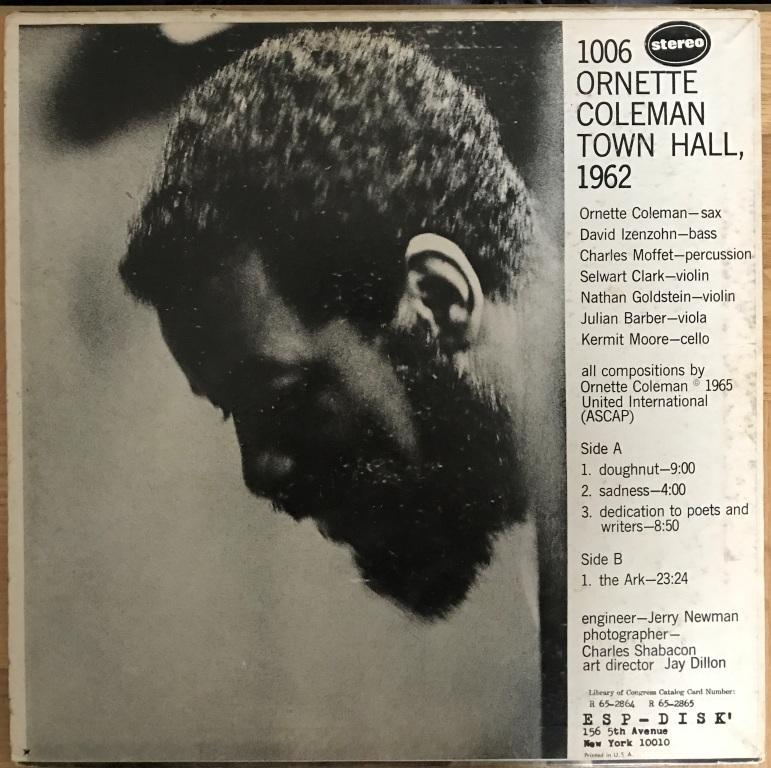 1006 stereo
ORNETTE
COLEMAN
TOWN HALL,
1962
Ornette Coleman—sax
David Izenzohn—bass
Charles Moffet—percussion
Selwart Clark—violin
Nathan Goldstein—violin
Julian Barber—viola
Kermit Moore—cello
all compositions by
Ornette Coleman © 1965
United International
(ASCAP)
Side A
1. doughnut—9:00
2. sadness—4:00
3. dedication to poets and
writers—8:50
Side B
1. the Ark—23:24
engineer—Jerry Newman
photographer—
Charles Shabacon
art director Jay Dillon
Library of Congress Catalog Card Number:
R 65-2864 R 65-2865
ESP-DISK'
156 5th Avenue
New York 10010
Printed in U. S. A.